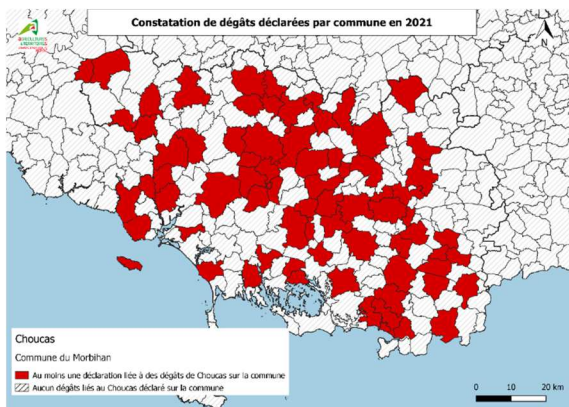 Constatation de dégâts déclarées par commune en 2021
N
Choucas
Commune du Morbihan
Au moins une déclaration liée à des dégâts de Choucas sur la commune
Aucun dégâts liés au Choucas déclaré sur la commune
0 10 20 km